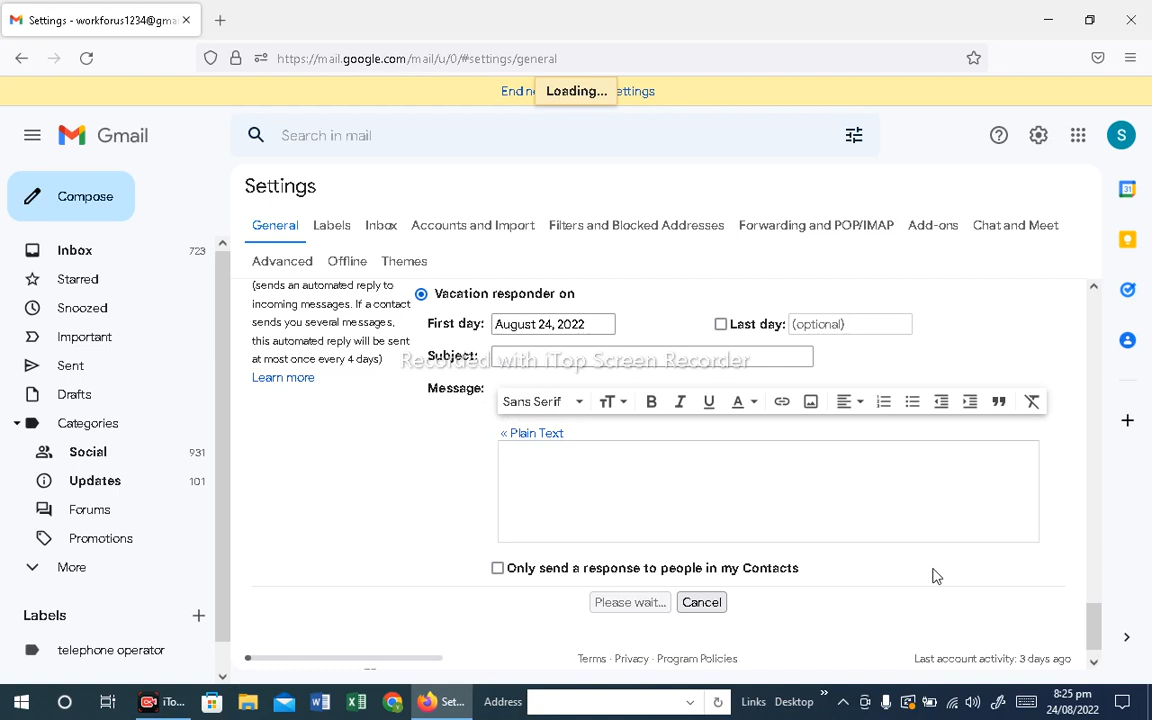 Settings - workforus1234@gma
https://mail.google.com/mail/u/0/#settings/general
End ne Loading... ettings
Gmail
Search in mail
S
Compose
Settings
General Labels Inbox Accounts and Import Filters and Blocked Addresses Forwarding and POP/IMAP Add-ons Chat and Meet
Advanced Offline Themes
Inbox 723
Starred
Snoozed
Important
Sent
Drafts
Categories
Social 931
Updates 101
Forums
Promotions
More
Labels
telephone operator
(sends an automated reply to
incoming messages. If a contact
sends you several messages,
this automated reply will be sent
at most once every 4 days)
Learn more
Vacation responder on
First day: August 24, 2022 Last day: (optional)
Subject:
Recorded with iTop Screen Recorder
Message:
Sans Serif
« Plain Text
Only send a response to people in my Contacts
Please wait... Cancel
Terms · Privacy · Program Policies
Last account activity: 3 days ago
iTo...
Set...
Address
Links
Desktop
8:25 pm
24/08/2022